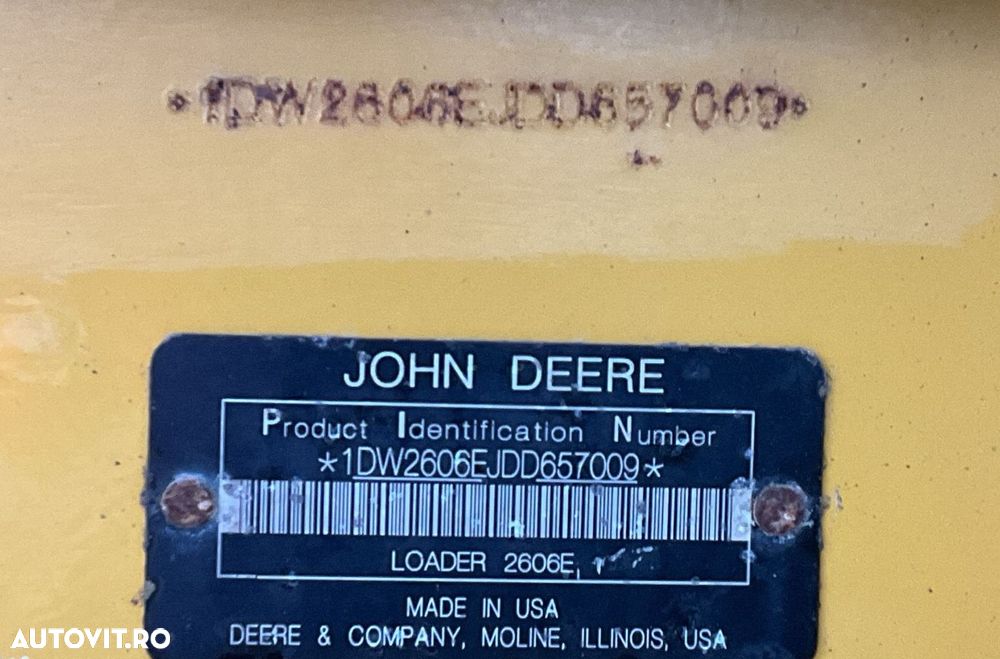 *1DW2606EJDD657009*
JOHN DEERE
Product Identification Number
*1DW2606EJDD657009*
LOADER 2606E,
MADE IN USA
DEERE & COMPANY, MOLINE, ILLINOIS, USA
AUTOVIT.RO